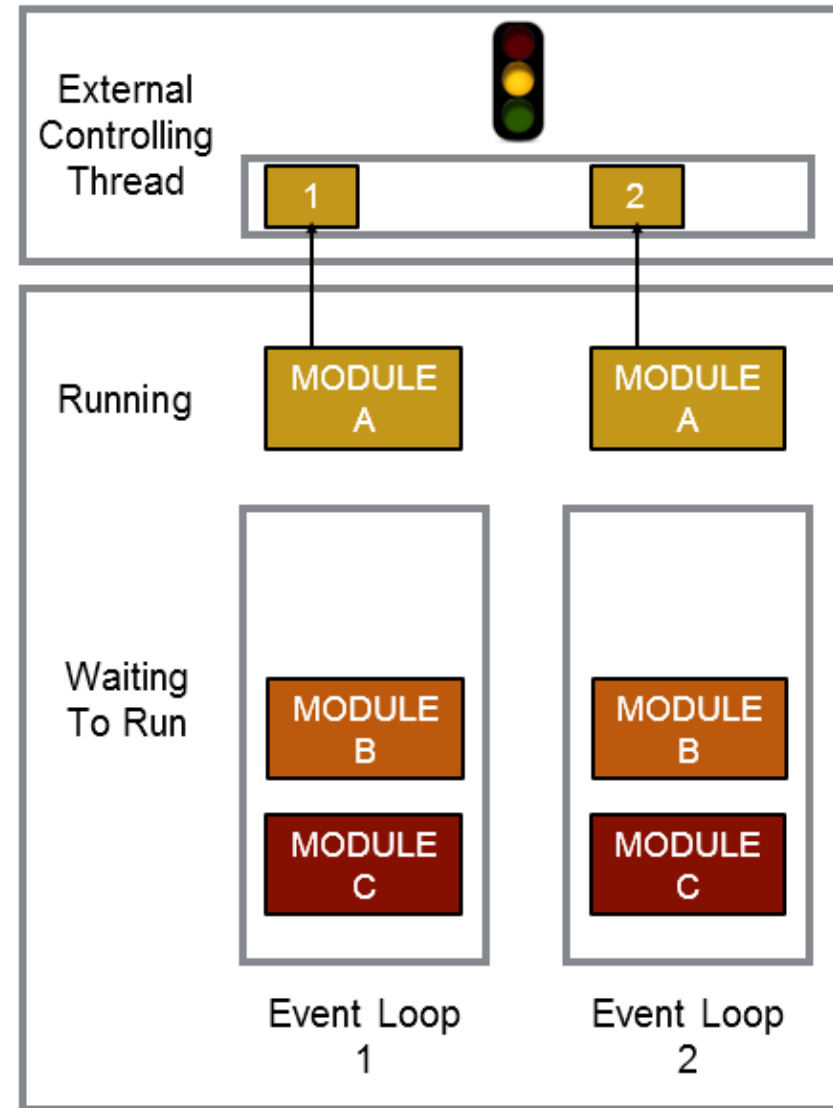 External
Controlling
Thread
1
2
Running
MODULE
A
MODULE
A
Waiting
To Run
MODULE
B
MODULE
B
MODULE
C
MODULE
C
Event Loop
1
Event Loop
2